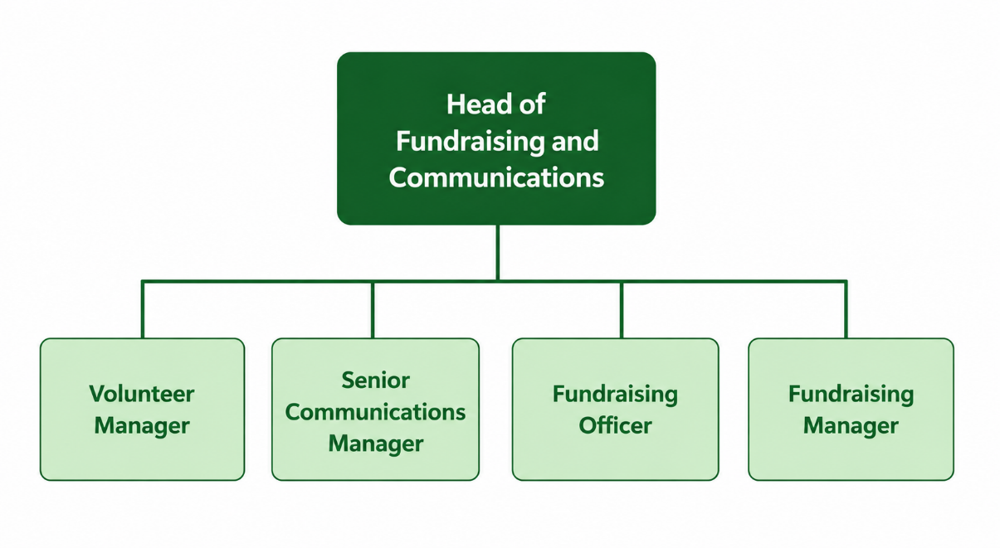 Head of
Fundraising and
Communications
Volunteer
Manager
Senior
Communications
Manager
Fundraising
Officer
Fundraising
Manager